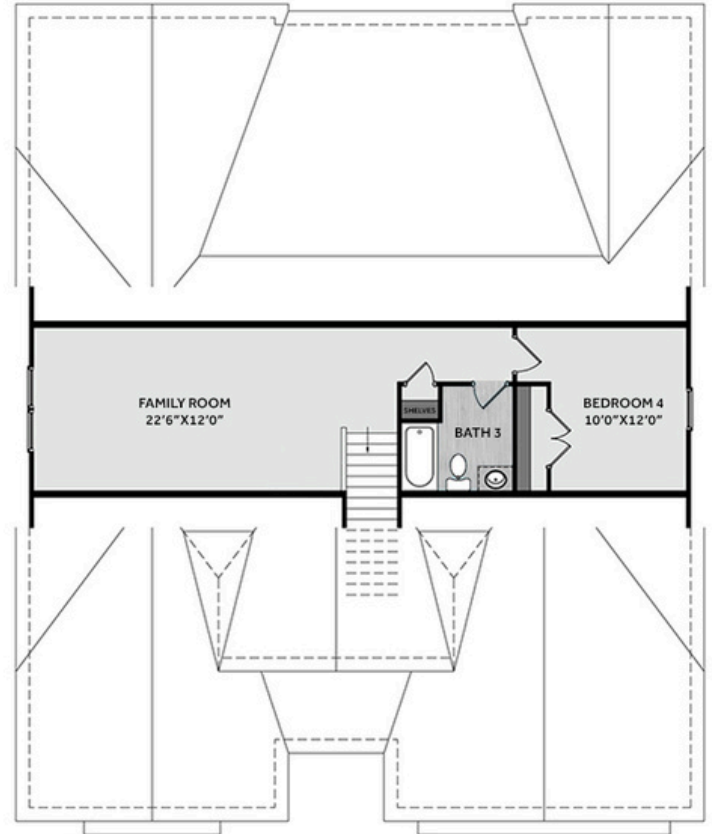 FAMILY ROOM
22'6"X12'0"
SHELVES
BATH 3
BEDROOM 4
10'0"X12'0"